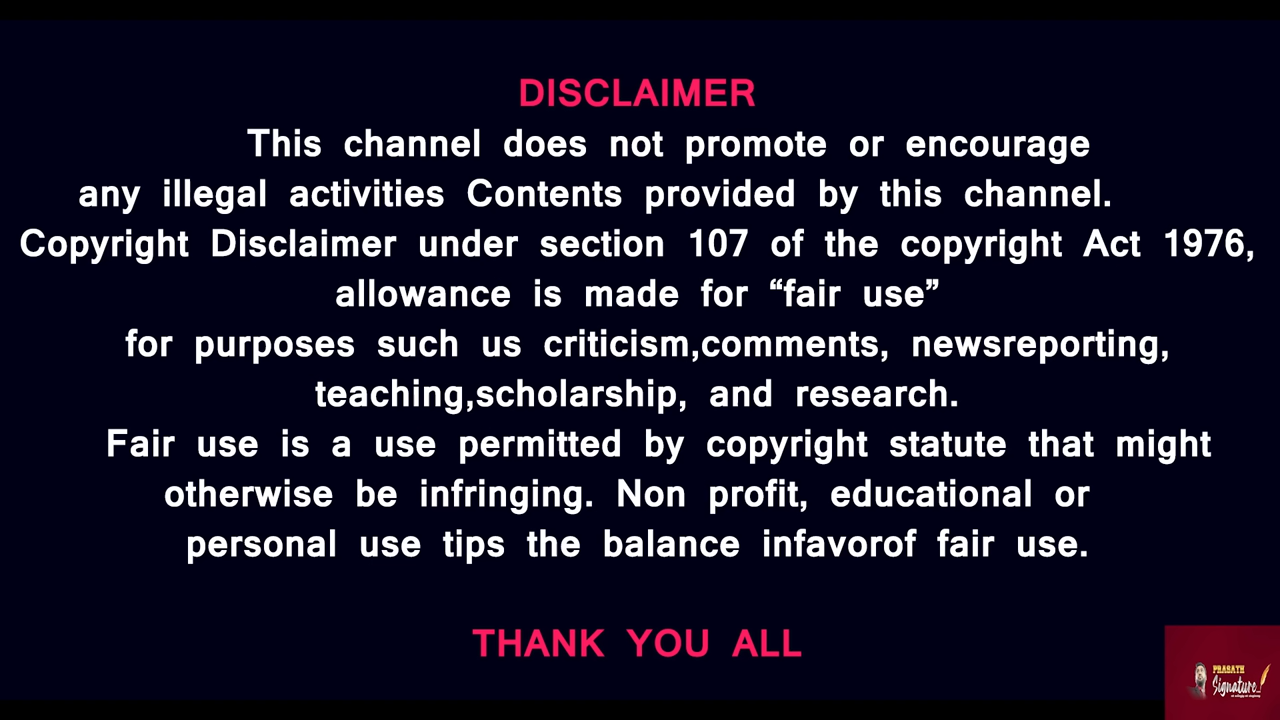 DISCLAIMER
This channel does not promote or encourage
any illegal activities Contents provided by this channel.
Copyright Disclaimer under section 107 of the copyright Act 1976,
allowance is made for “fair use”
for purposes such us criticism,comments, newsreporting,
teaching,scholarship, and research.
Fair use is a use permitted by copyright statute that might
otherwise be infringing. Non profit, educational or
personal use tips the balance infavorof fair use.
THANK YOU ALL
PRASATH
Signature